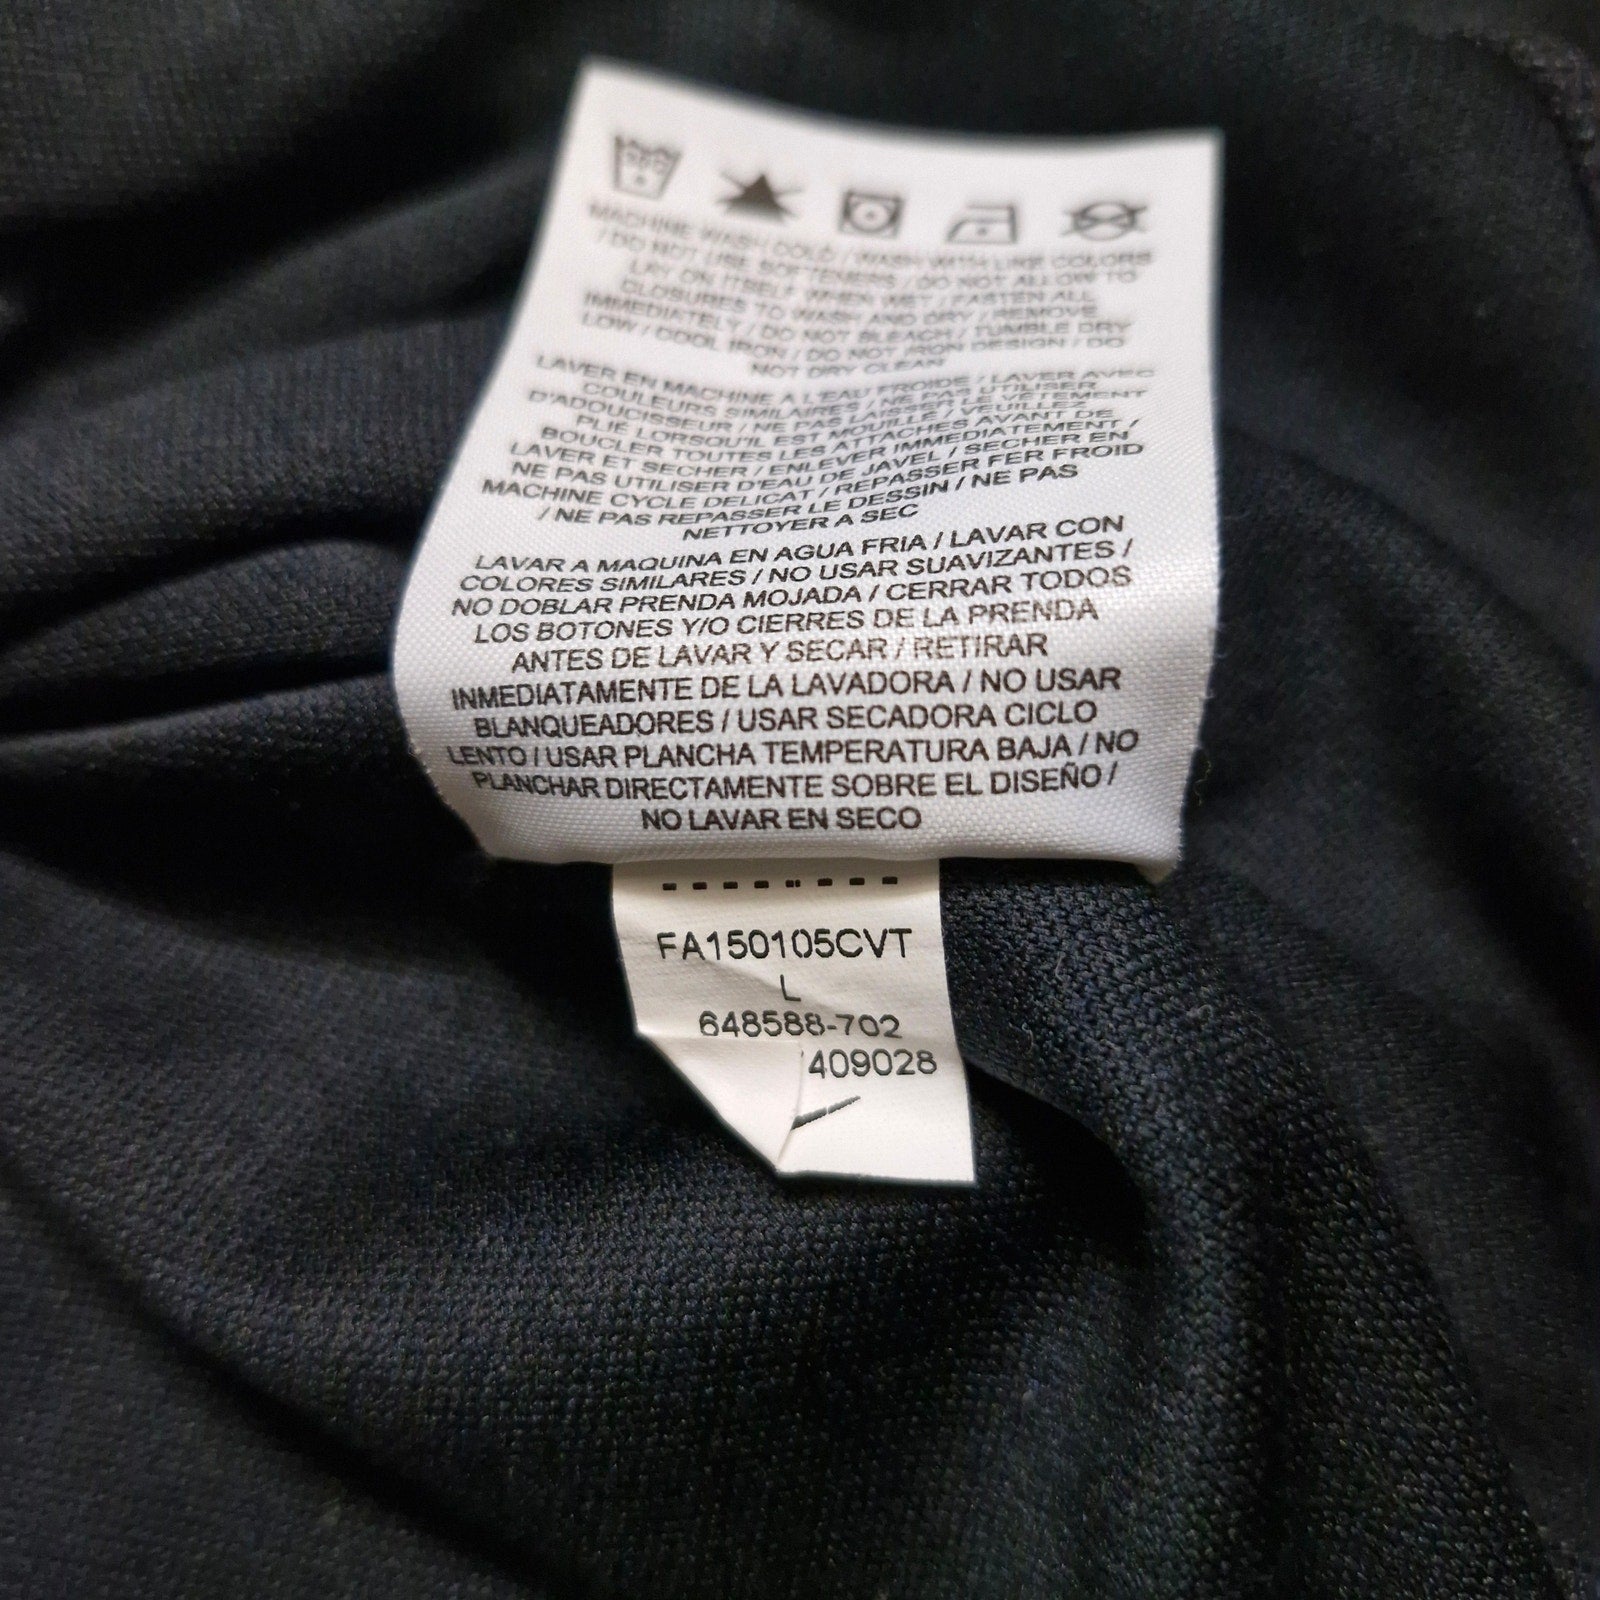 MACHINE WASH COLD / WASH WITH LIKE COLORS
/ DO NOT USE SOFTENERS / DO NOT ALLOW TO
LAY ON ITSELF WHEN WET / FASTEN ALL
CLOSURES TO WASH AND DRY / REMOVE
IMMEDIATELY / DO NOT BLEACH / TUMBLE DRY
LOW / COOL IRON / DO NOT IRON DESIGN / DO
NOT DRY CLEAN
LAVER EN MACHINE A L'EAU FROIDE / LAVER AVEC
COULEURS SIMILAIRES / NE PAS UTILISER
D'ADOUCISSEUR / NE PAS LAISSER LE VETEMENT
PLIÉ LORSQU'IL EST MOUILLE / VEUILLEZ
BOUCLER TOUTES LES ATTACHES AVANT DE
LAVER ET SECHER / ENLEVER IMMEDIATEMENT /
NE PAS UTILISER D'EAU DE JAVEL / SECHER EN
MACHINE CYCLE DELICAT / REPASSER FER FROID
/ NE PAS REPASSER LE DESSIN / NE PAS
NETTOYER A SEC
LAVAR A MAQUINA EN AGUA FRIA / LAVAR CON
COLORES SIMILARES / NO USAR SUAVIZANTES /
NO DOBLAR PRENDA MOJADA / CERRAR TODOS
LOS BOTONES Y/O CIERRES DE LA PRENDA
ANTES DE LAVAR Y SECAR / RETIRAR
INMEDIATAMENTE DE LA LAVADORA / NO USAR
BLANQUEADORES / USAR SECADORA CICLO
LENTO / USAR PLANCHA TEMPERATURA BAJA / NO
PLANCHAR DIRECTAMENTE SOBRE EL DISEÑO /
NO LAVAR EN SECO
FA150105CVT
L
648588-702
409028